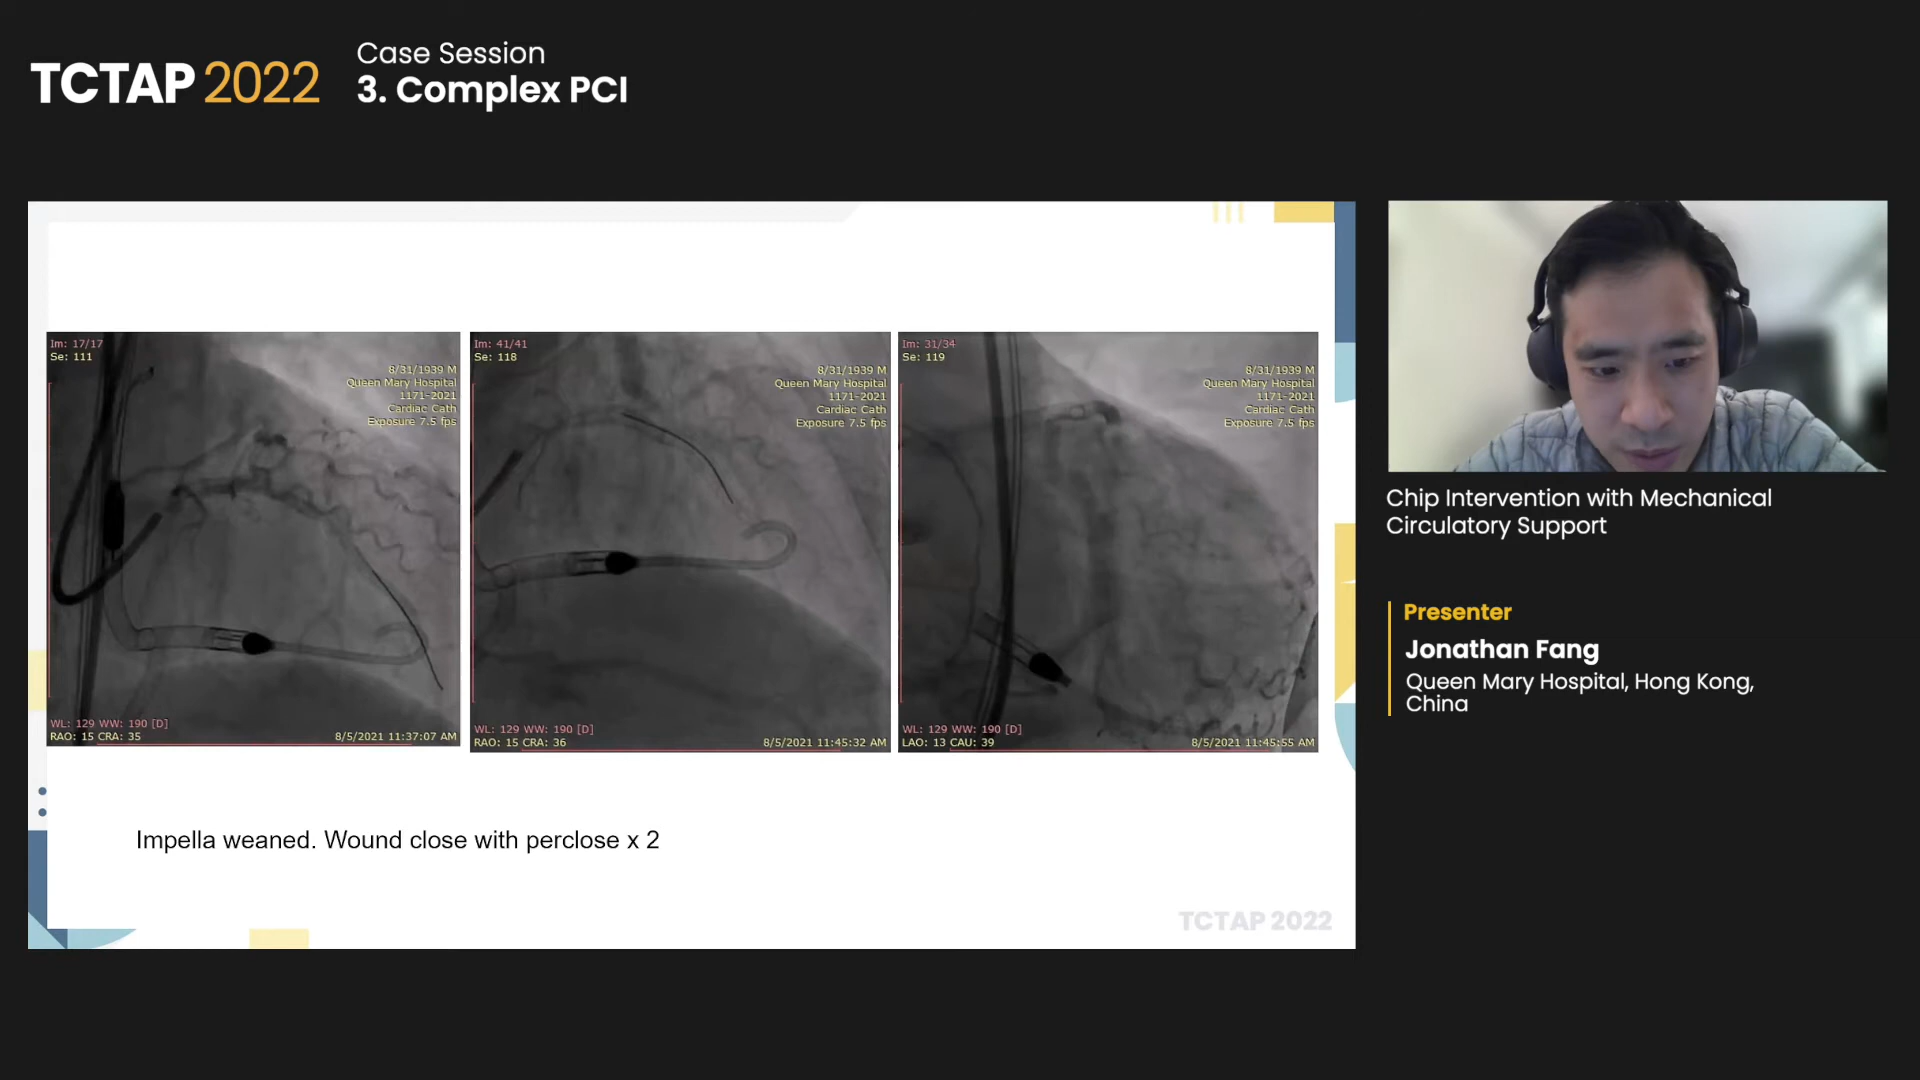 TCTAP 2022
Case Session
3. Complex PCI
Im: 17/17
Se: 111
8/31/1939 M
Queen Mary Hospital
1171-2021
Cardiac Cath
Exposure 7.5 fps
WL: 129 WW: 190 [D]
RAO: 15 CRA: 35
8/5/2021 11:37:07 AM
Im: 41/41
Se: 118
8/31/1939 M
Queen Mary Hospital
1171-2021
Cardiac Cath
Exposure 7.5 fps
WL: 129 WW: 190 [D]
RAO: 15 CRA: 36
8/5/2021 11:45:32 AM
Im: 31/34
Se: 119
8/31/1939 M
Queen Mary Hospital
1171-2021
Cardiac Cath
Exposure 7.5 fps
WL: 129 WW: 190 [D]
LAO: 13 CAU: 39
8/5/2021 11:45:55 AM
Impella weaned. Wound close with perclose x 2
TCTAP 2022
Chip Intervention with Mechanical
Circulatory Support
Presenter
Jonathan Fang
Queen Mary Hospital, Hong Kong,
China